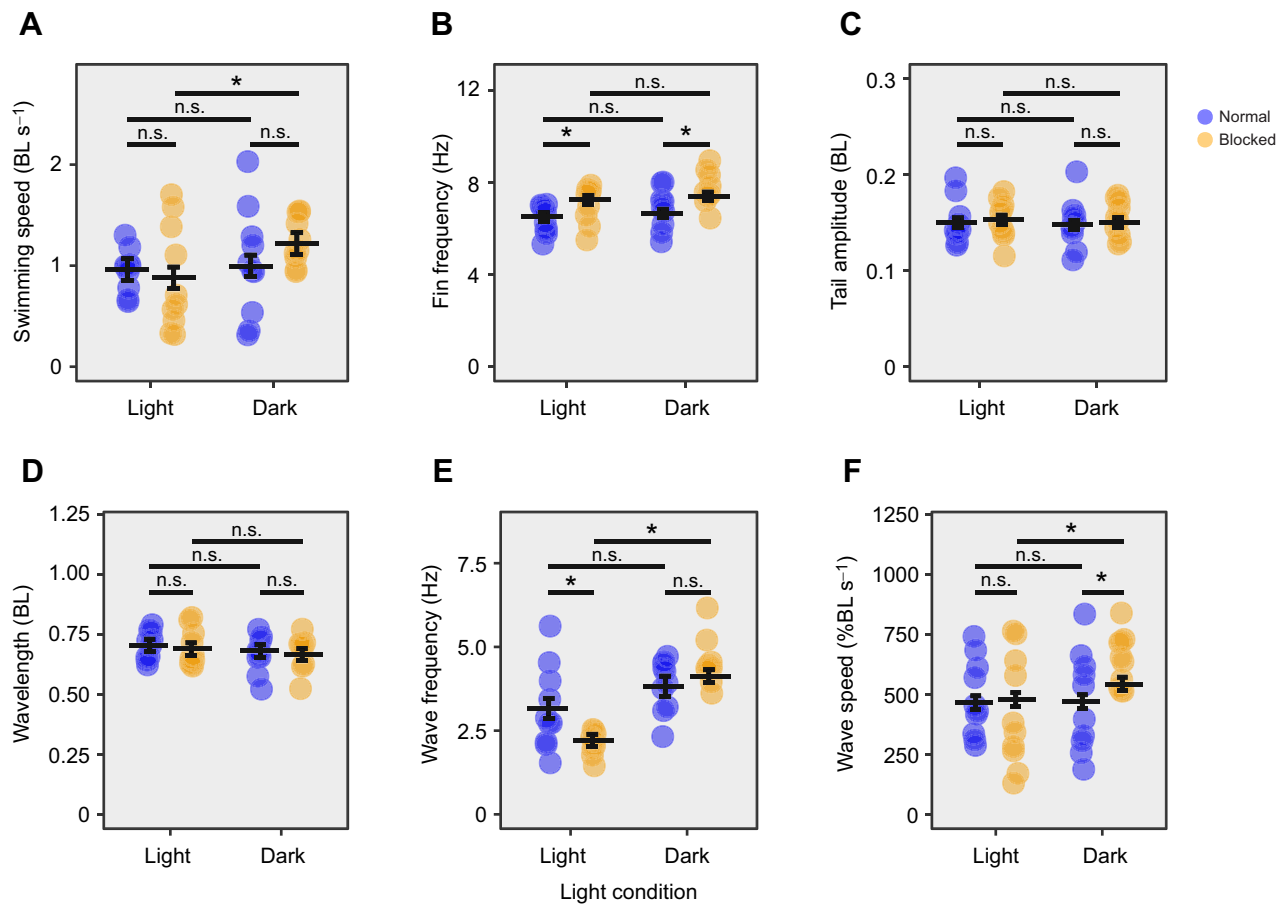 A
Swimming speed (BL s⁻¹)
2
1
0
*
n.s.
n.s.
n.s.
Light
Dark
B
Fin frequency (Hz)
12
8
4
0
n.s.
n.s.
*
*
Light
Dark
C
Tail amplitude (BL)
0.3
0.2
0.1
0
n.s.
n.s.
n.s.
n.s.
Light
Dark
Normal
Blocked
D
Wavelength (BL)
1.25
1.00
0.75
0.50
0.25
0
n.s.
n.s.
n.s.
n.s.
Light
Dark
E
Wave frequency (Hz)
7.5
5.0
2.5
0
*
n.s.
*
n.s.
Light
Dark
Light condition
F
Wave speed (%BL s⁻¹)
1250
1000
750
500
250
0
*
n.s.
n.s.
*
Light
Dark